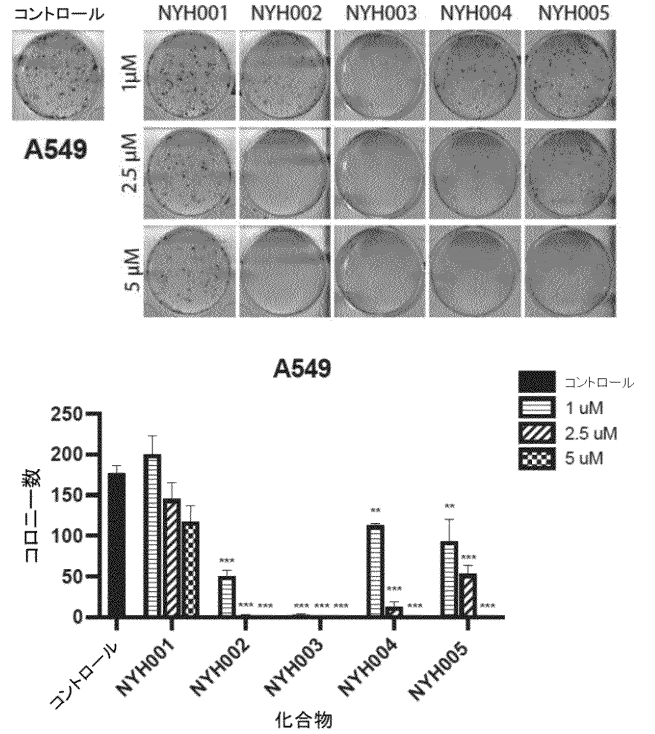 コントロール NYH001 NYH002 NYH003 NYH004 NYH005
1μM
A549
2.5 μM
5 μM
A549
コントロール
1 uM
2.5 uM
5 uM
コロニー数
250
200
150
100
50
0
*** *** *** *** *** *** ** *** *** ** *** ***
コントロール NYH001 NYH002 NYH003 NYH004 NYH005
化合物